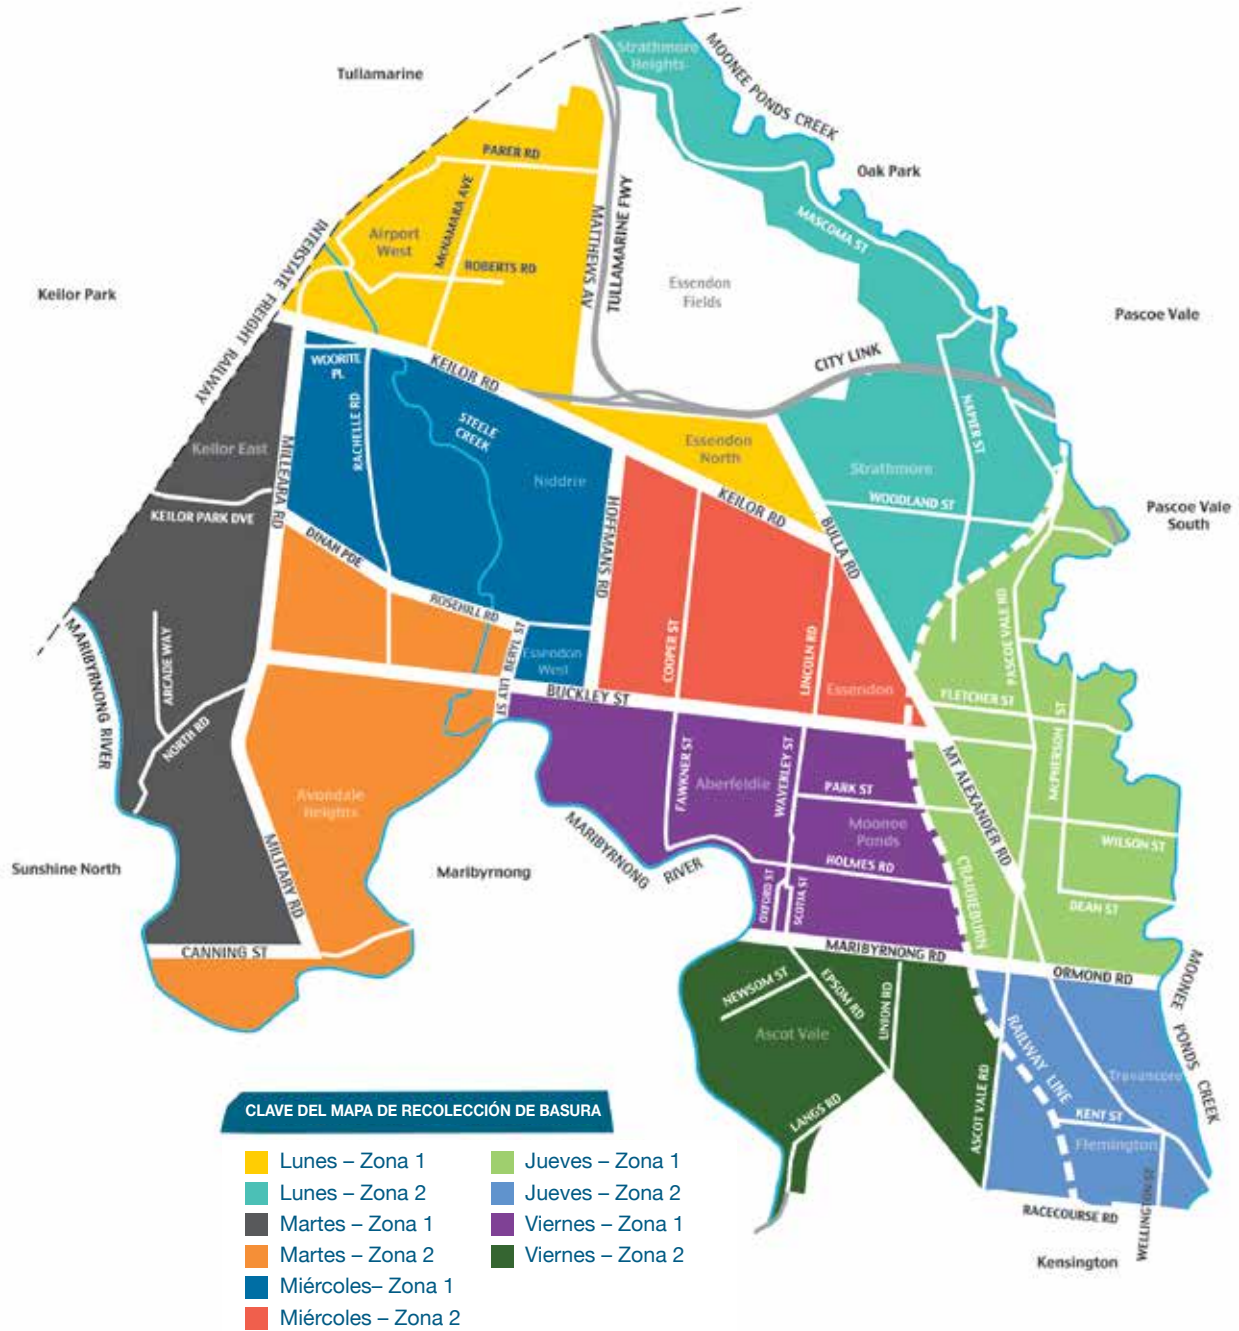 Strathmore
Heights
MOONEE PONDS CREEK
Tullamarine
PARER RD
Oak Park
McNAMARA AVE
MATTHEWS AV
TULLAMARINE FWY
MASCOMA ST
Airport
West
ROBERTS RD
INTERSTATE FREIGHT RAILWAY
Essendon
Fields
Keilor Park
Pascoe Vale
CITY LINK
WOORITE
PL
KEILOR RD
RACHELLE RD
STEELE
CREEK
NAPIER ST
Keilor East
MILLEARA RD
Essendon
North
Strathmore
Niddrie
WOODLAND ST
KEILOR RD
HOFFMANS RD
KEILOR PARK DVE
BULLA RD
Pascoe Vale
South
DINAH PDE
ROSEHILL RD
PASCOE VALE RD
MARIBYRNONG RIVER
ARCADE WAY
BERYL ST
Essendon
West
COOPER ST
LINCOLN RD
Essendon
LILY ST
BUCKLEY ST
FLETCHER ST
NORTH RD
McPHERSON ST
FAWKNER ST
WAVERLEY ST
MT ALEXANDER RD
Aberfeldie
PARK ST
Avondale
Heights
Moonee
Ponds
MILITARY RD
MARIBYRNONG RIVER
WILSON ST
Sunshine North
Maribyrnong
HOLMES RD
CRAIGIEBURN
OXFORD ST
SCOTIA ST
DEAN ST
CANNING ST
MARIBYRNONG RD
ORMOND RD
MOONEE PONDS CREEK
NEWSOM ST
EPSOM RD
UNION RD
Ascot Vale
RAILWAY LINE
Travancore
ASCOT VALE RD
LANGS RD
KENT ST
Flemington
WELLINGTON ST
RACECOURSE RD
Kensington
CLAVE DEL MAPA DE RECOLECCIÓN DE BASURA
Lunes – Zona 1
Lunes – Zona 2
Martes – Zona 1
Martes – Zona 2
Miércoles– Zona 1
Miércoles – Zona 2
Jueves – Zona 1
Jueves – Zona 2
Viernes – Zona 1
Viernes – Zona 2